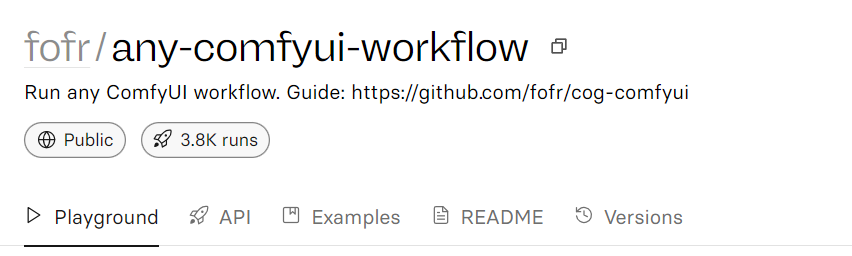 fofr/any-comfyui-workflow
Run any ComfyUI workflow. Guide: https://github.com/fofr/cog-comfyui
Public 3.8K runs
Playground API Examples README Versions